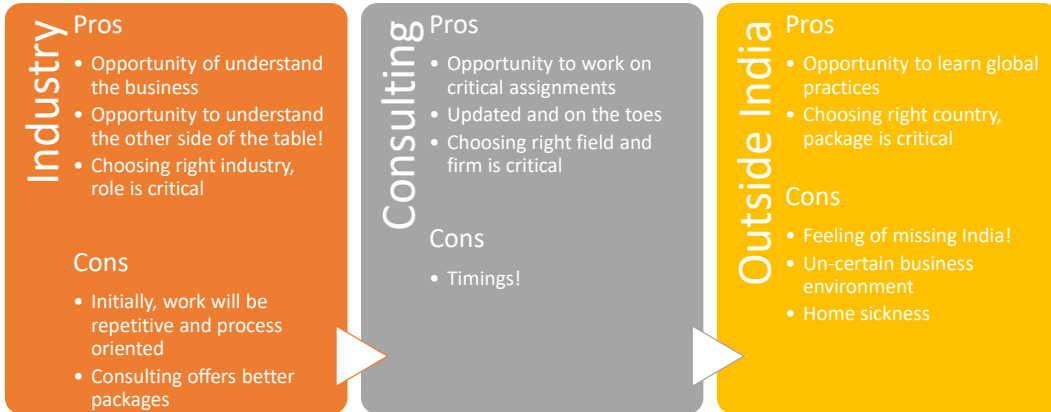 Industry
Pros
• Opportunity of understand
the business
• Opportunity to understand
the other side of the table!
• Choosing right industry,
role is critical
Cons
• Initially, work will be
repetitive and process
oriented
• Consulting offers better
packages
Consulting
Pros
• Opportunity to work on
critical assignments
• Updated and on the toes
• Choosing right field and
firm is critical
Cons
• Timings!
Outside India
Pros
• Opportunity to learn global
practices
• Choosing right country,
package is critical
Cons
• Feeling of missing India!
• Un-certain business
environment
• Home sickness